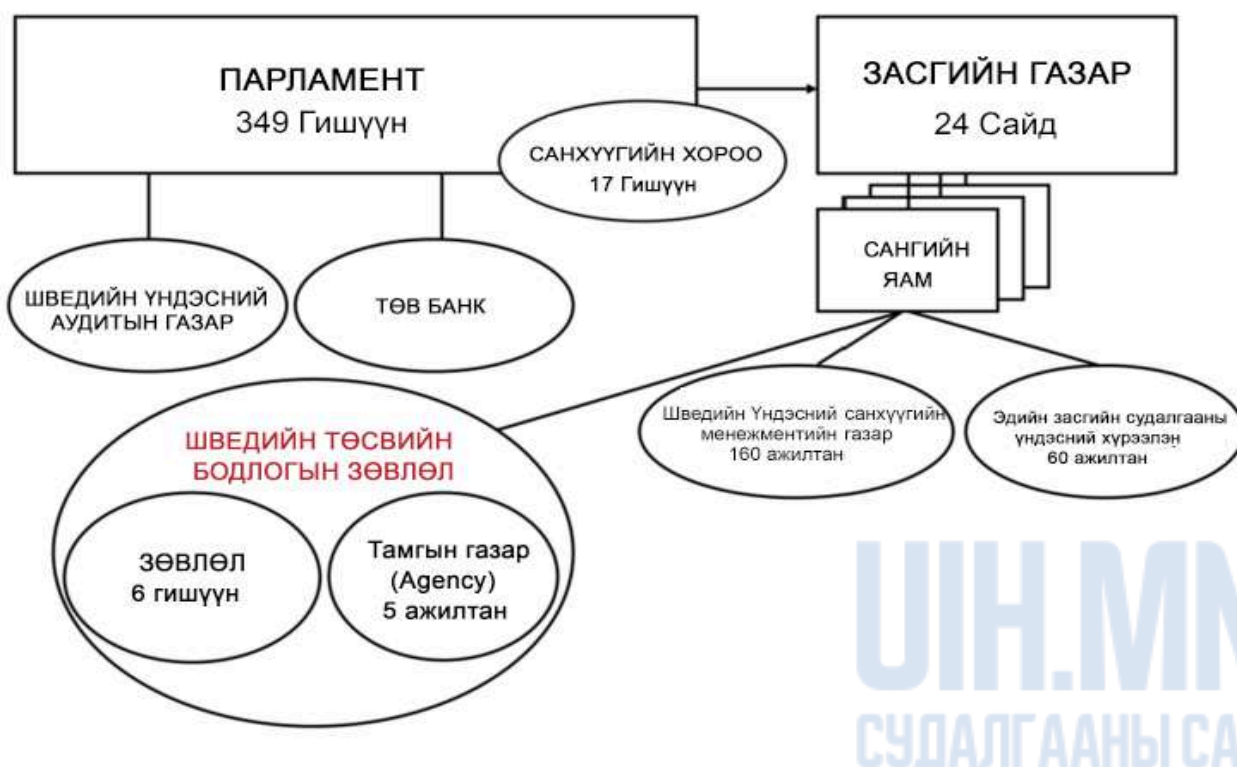 ПАРЛАМЕНТ
349 Гишүүн
ЗАСГИЙН ГАЗАР
24 Сайд
САНХҮҮГИЙН ХОРОО
17 Гишүүн
САНГИЙН
ЯАМ
ШВЕДИЙН ҮНДЭСНИЙ
АУДИТЫН ГАЗАР
ТӨВ БАНК
Шведийн Үндэсний санхүүгийн
менежментийн газар
160 ажилтан
Эдийн засгийн судалгааны
үндэсний хүрээлэн
60 ажилтан
ШВЕДИЙН ТӨСВИЙН
БОДЛОГЫН ЗӨВЛӨЛ
ЗӨВЛӨЛ
6 гишүүн
Тамгын газар
(Agency)
5 ажилтан
UIH.MN
СУДАЛГААНЫ СА